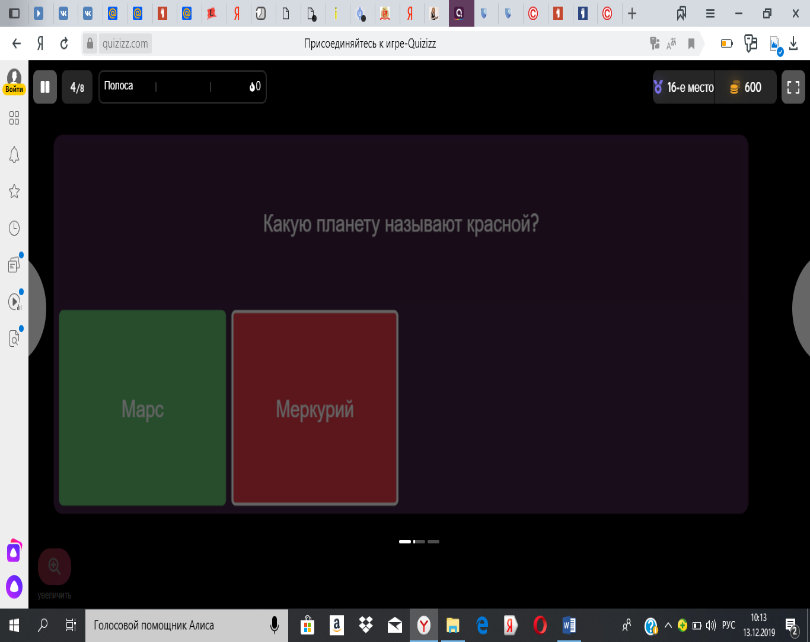 quizizz.com
Присоединяйтесь к игре-Quizizz
Войти
4/8
Полоса
0
16-е место
600
Какую планету называют красной?
Марс
Меркурий
увеличить
Голосовой помощник Алиса
РУС
10:13
13.12.2019